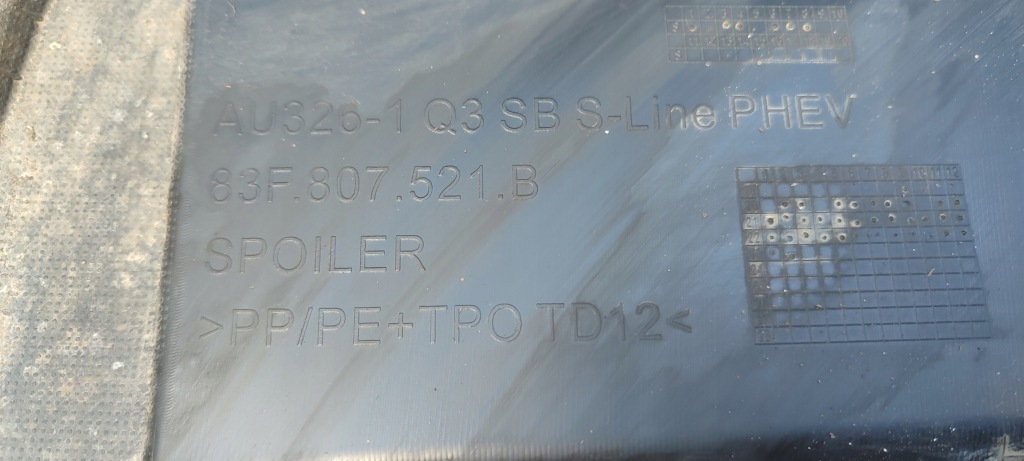 AU326-1 Q3 SB S-Line PHEV
83F.807.521.B
SPOILER
>PP/PE+TPO TD12<